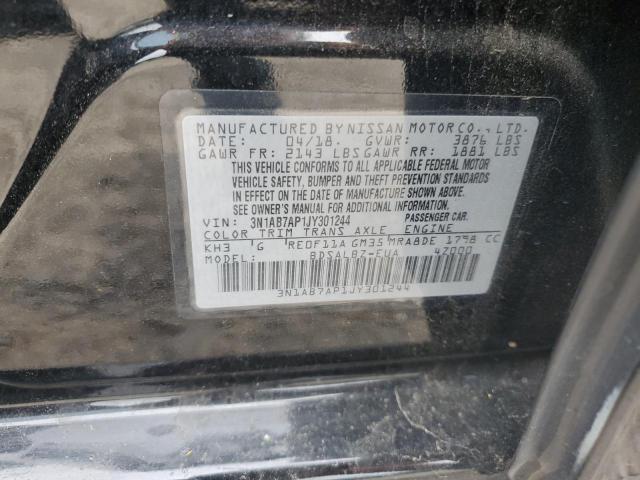 MANUFACTURED BY NISSAN MOTOR CO., LTD.
DATE: 04/18. GVWR: 3876 LBS
GAWR FR: 2143 LBS GAWR RR: 1881 LBS
THIS VEHICLE CONFORMS TO ALL APPLICABLE FEDERAL MOTOR
VEHICLE SAFETY, BUMPER AND THEFT PREVENTION STANDARDS
IN EFFECT ON THE DATE OF MANUFACTURE SHOWN ABOVE.
SEE OWNER'S MANUAL FOR ADDITIONAL INFORMATION.
VIN: 3N1AB7AP1JY301244 PASSENGER CAR
COLOR TRIM TRANS AXLE ENGINE
KH3 G RE0F11A GM35 MRA8DE 1798 CC
BDSALB7-EUA 4Z000
3N1AB7AP1JY301244